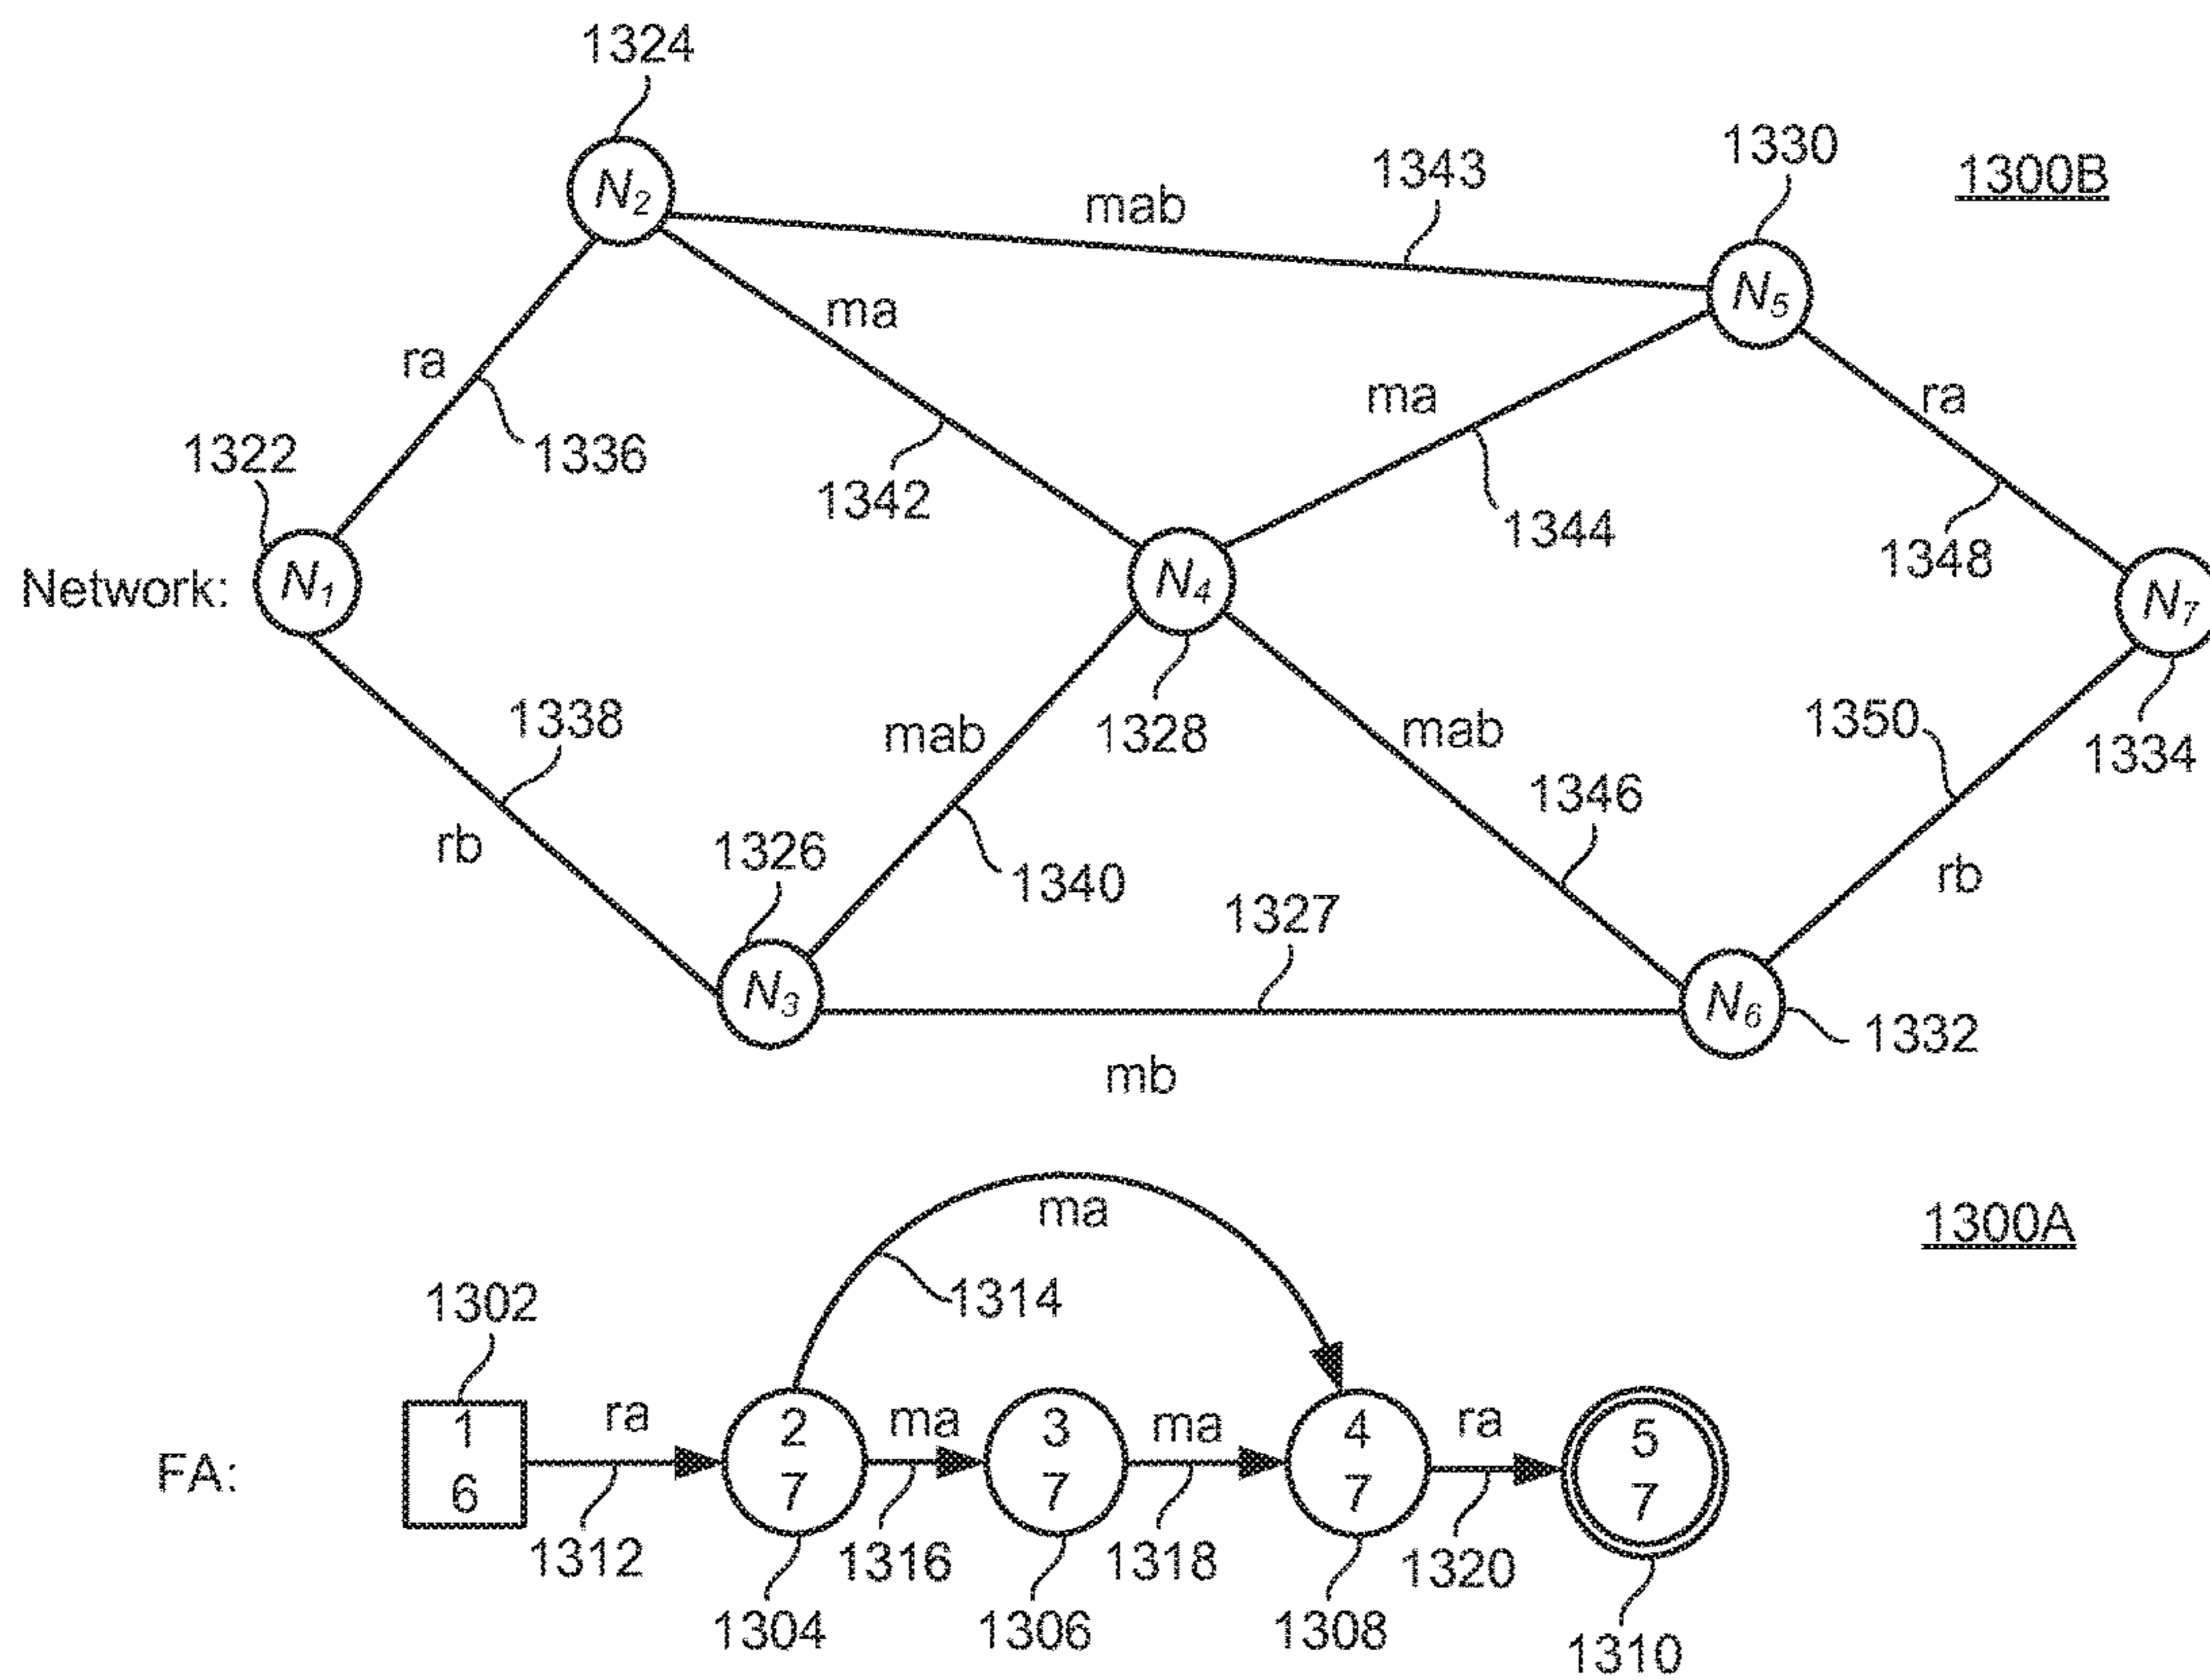 1324
1330
1343
1300B
mab
N2
N5
ma
ra
ma
ra
1322
1336
1342
1344
1348
Network:
N1
N4
N7
1338
mab
1328
mab
1350
1334
1346
rb
1326
1340
1327
rb
N3
N6
1332
mb
ma
1300A
1302
1314
FA:
1
6
ra
2
7
ma
3
7
ma
4
7
ra
5
7
1312
1316
1318
1320
1304
1306
1308
1310